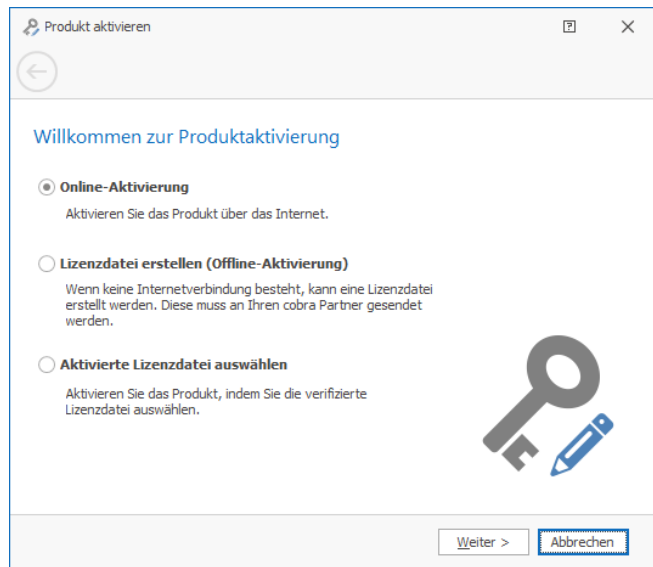 Produkt aktivieren
Willkommen zur Produktaktivierung
Online-Aktivierung
Aktivieren Sie das Produkt über das Internet.
Lizenzdatei erstellen (Offline-Aktivierung)
Wenn keine Internetverbindung besteht, kann eine Lizenzdatei
erstellt werden. Diese muss an Ihren cobra Partner gesendet
werden.
Aktivierte Lizenzdatei auswählen
Aktivieren Sie das Produkt, indem Sie die verifizierte
Lizenzdatei auswählen.
Weiter > Abbrechen